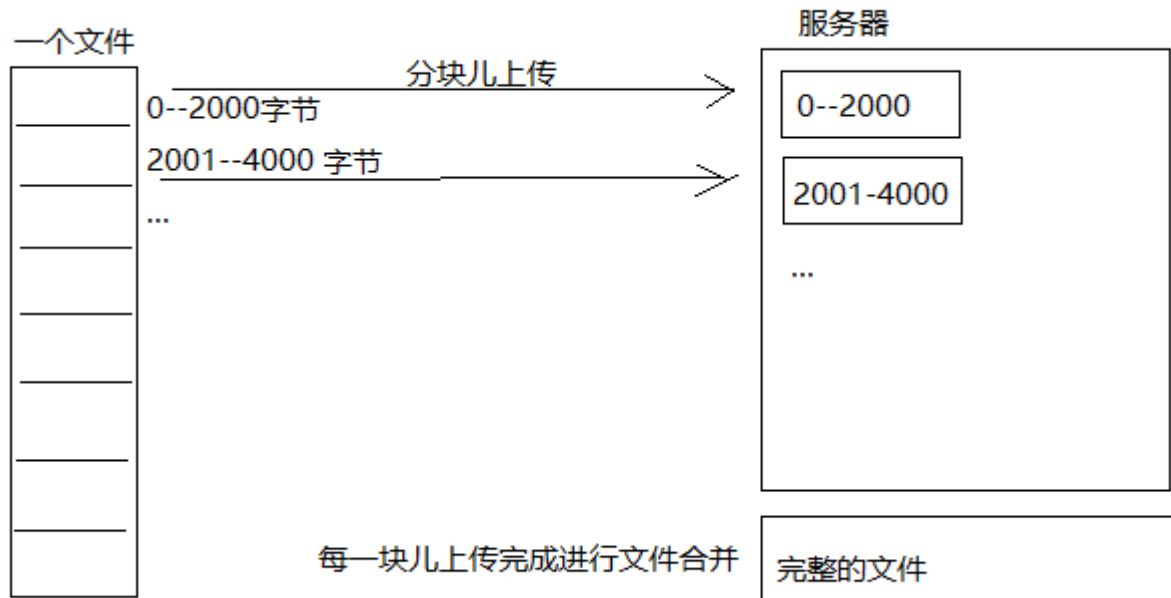 一个文件
服务器
分块儿上传
0--2000字节
0--2000
2001--4000 字节
2001-4000
...
...
每一块儿上传完成进行文件合并
完整的文件